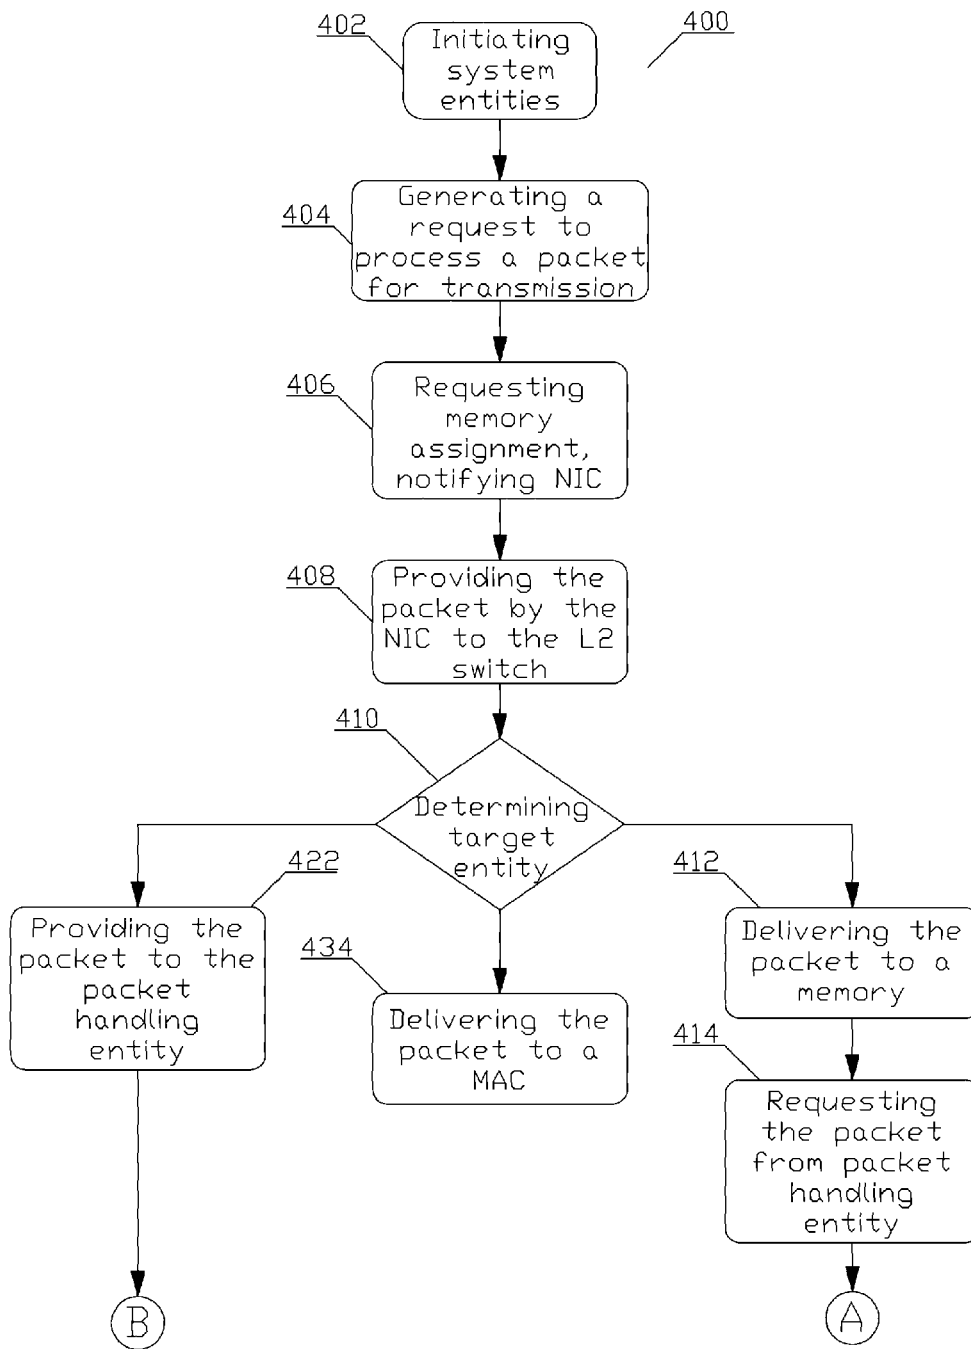 402
400
Initiating
system
entities
404
Generating a
request to
process a packet
for transmission
406
Requesting
memory
assignment,
notifying NIC
408
Providing the
packet by the
NIC to the L2
switch
410
Determining
target
entity
422
Providing the
packet to the
packet
handling
entity
434
Delivering the
packet to a
MAC
412
Delivering the
packet to a
memory
414
Requesting
the packet
from packet
handling
entity
B
A